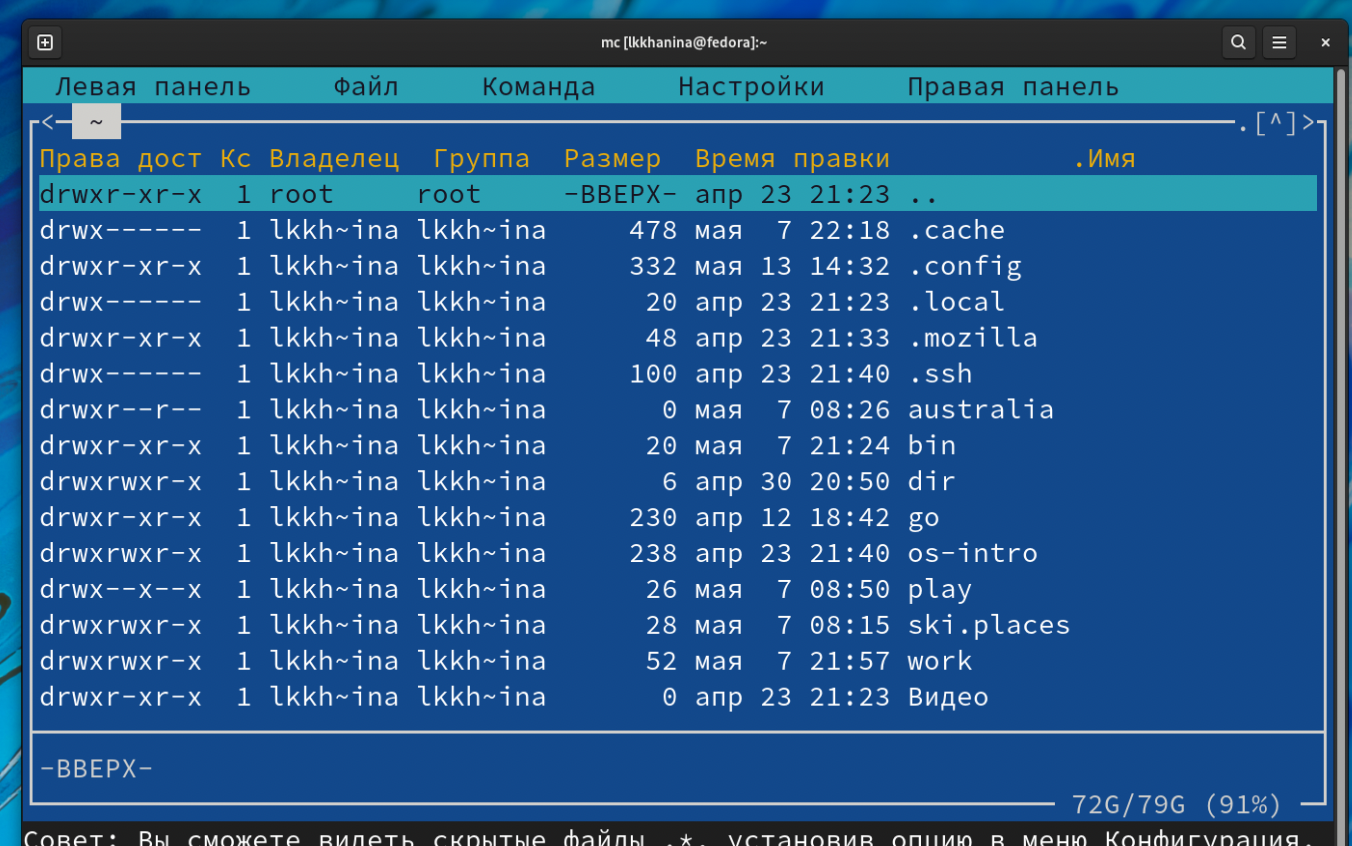 mc [lkkhanina@fedora]:~
Левая панель Файл Команда Настройки Правая панель
<- ~ .[^]>
Права дост Кс Владелец Группа Размер Время правки .Имя
drwxr-xr-x 1 root root -ВВЕРХ- апр 23 21:23 ..
drwx------ 1 lkkh~ina lkkh~ina 478 мая 7 22:18 .cache
drwxr-xr-x 1 lkkh~ina lkkh~ina 332 мая 13 14:32 .config
drwx------ 1 lkkh~ina lkkh~ina 20 апр 23 21:23 .local
drwxr-xr-x 1 lkkh~ina lkkh~ina 48 апр 23 21:33 .mozilla
drwx------ 1 lkkh~ina lkkh~ina 100 апр 23 21:40 .ssh
drwxr--r-- 1 lkkh~ina lkkh~ina 0 мая 7 08:26 australia
drwxr-xr-x 1 lkkh~ina lkkh~ina 20 мая 7 21:24 bin
drwxrwxr-x 1 lkkh~ina lkkh~ina 6 апр 30 20:50 dir
drwxr-xr-x 1 lkkh~ina lkkh~ina 230 апр 12 18:42 go
drwxrwxr-x 1 lkkh~ina lkkh~ina 238 апр 23 21:40 os-intro
drwx--x--x 1 lkkh~ina lkkh~ina 26 мая 7 08:50 play
drwxrwxr-x 1 lkkh~ina lkkh~ina 28 мая 7 08:15 ski.places
drwxrwxr-x 1 lkkh~ina lkkh~ina 52 мая 7 21:57 work
drwxr-xr-x 1 lkkh~ina lkkh~ina 0 апр 23 21:23 Видео
-ВВЕРХ-
72G/79G (91%)
Совет: Вы сможете видеть скрытые файлы .*, установив опцию в меню Конфигурация.